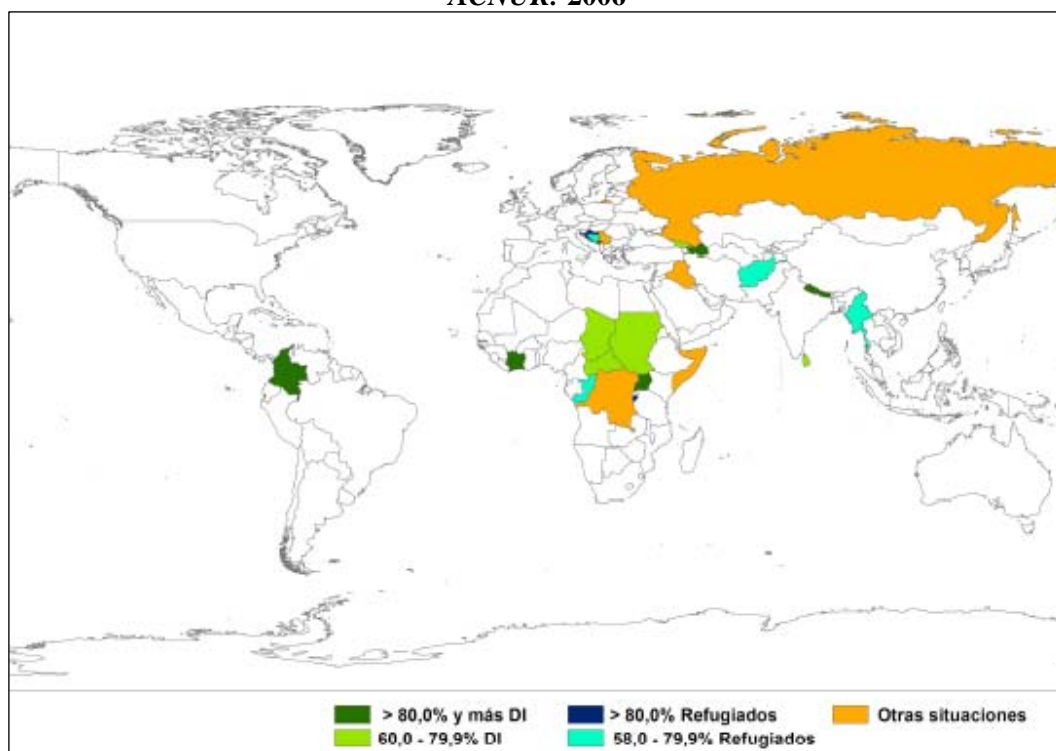 ACNUR. 2006
> 80,0% y más DI > 80,0% Refugiados Otras situaciones
60,0 - 79,9% DI 58,0 - 79,9% Refugiados